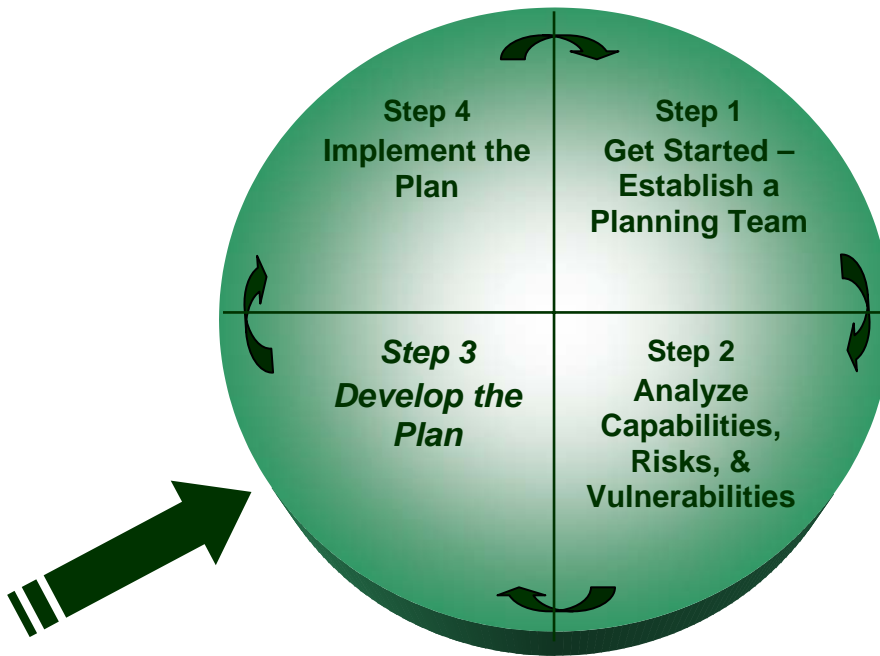 Step 1
Get Started –
Establish a
Planning Team
Step 2
Analyze
Capabilities,
Risks, &
Vulnerabilities
Step 3
Develop the
Plan
Step 4
Implement the
Plan